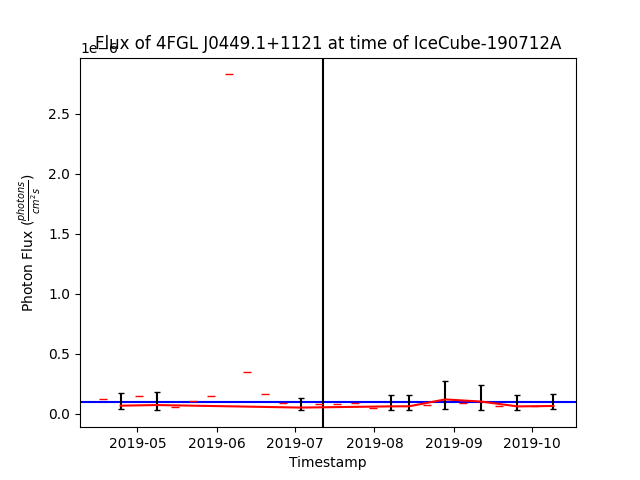 Flux of 4FGL J0449.1+1121 at time of IceCube-190712A
1e−6
2.5
2.0
1.5
1.0
0.5
0.0
Photon Flux (photons/cm²s)
2019-05 2019-06 2019-07 2019-08 2019-09 2019-10
Timestamp